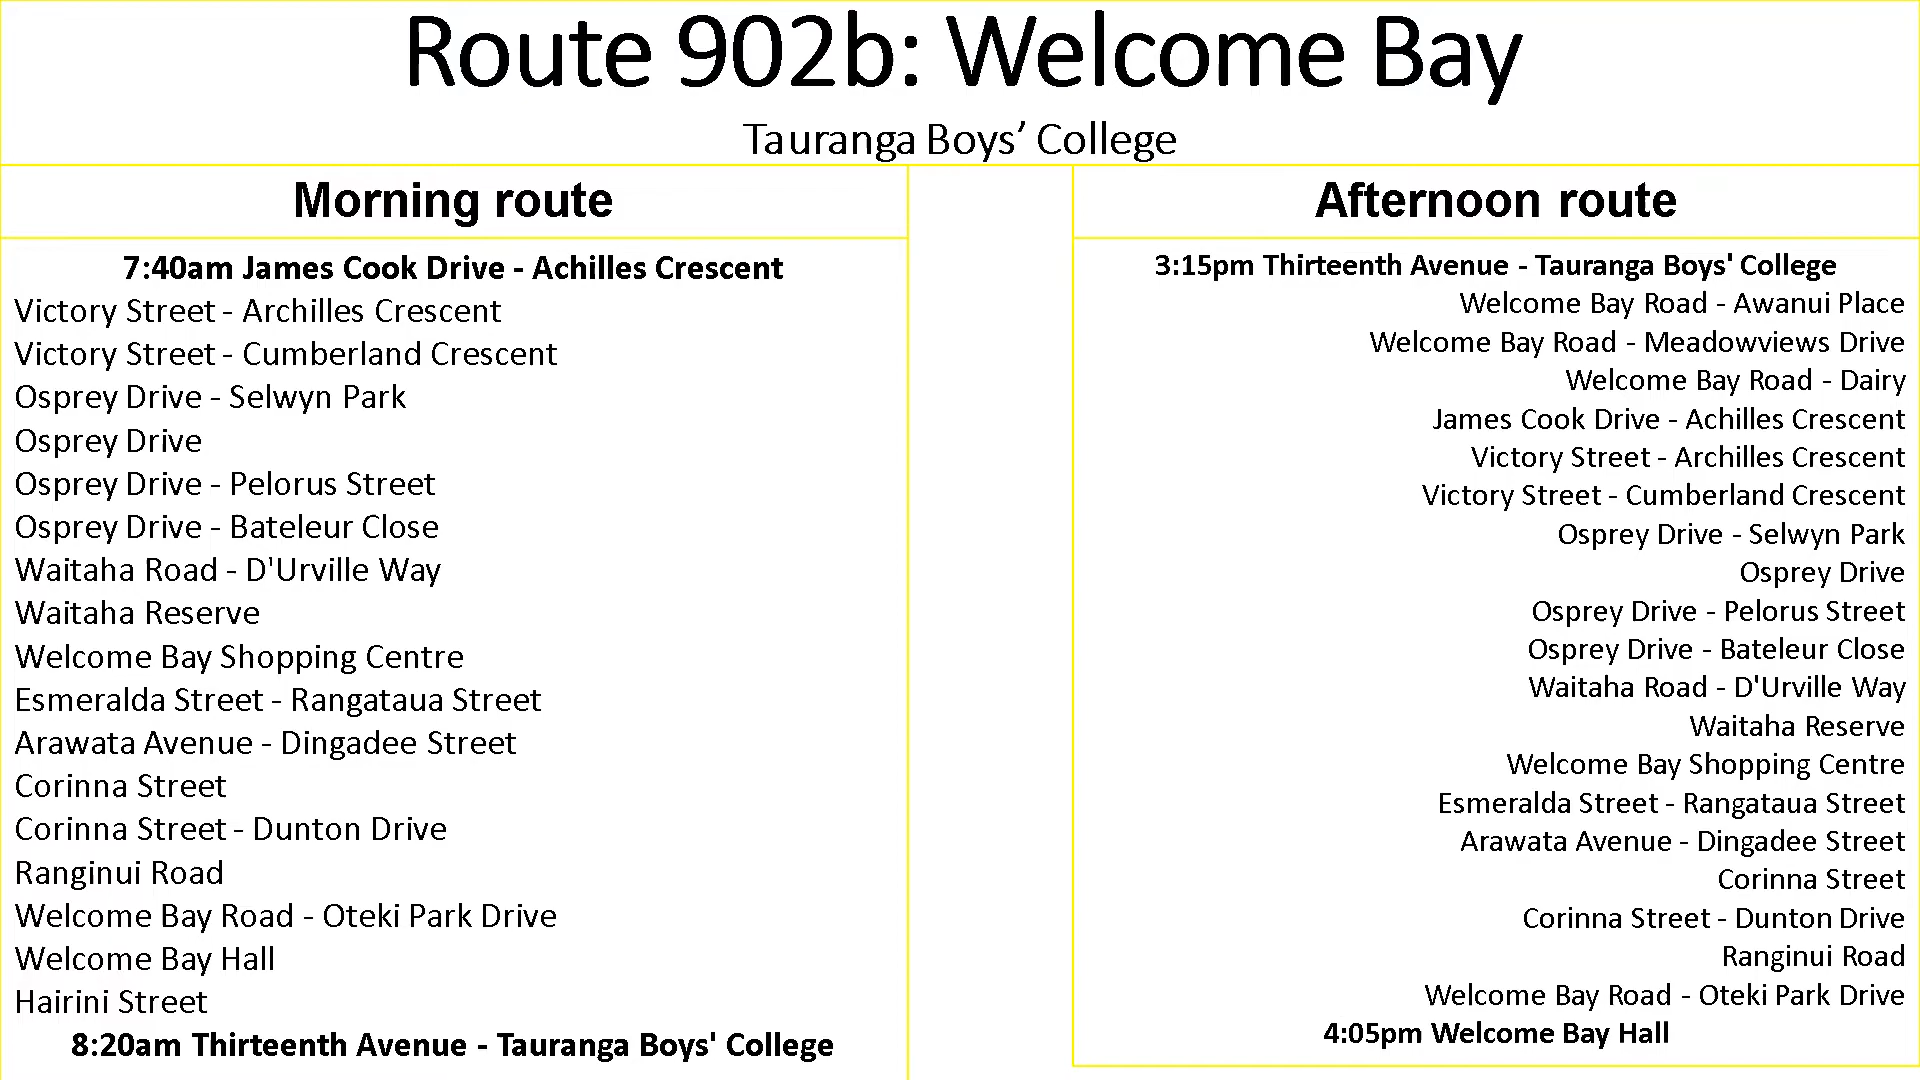 Route 902b: Welcome Bay
Tauranga Boys’ College
Morning route
7:40am James Cook Drive - Achilles Crescent
Victory Street - Archilles Crescent
Victory Street - Cumberland Crescent
Osprey Drive - Selwyn Park
Osprey Drive
Osprey Drive - Pelorus Street
Osprey Drive - Bateleur Close
Waitaha Road - D'Urville Way
Waitaha Reserve
Welcome Bay Shopping Centre
Esmeralda Street - Rangataua Street
Arawata Avenue - Dingadee Street
Corinna Street
Corinna Street - Dunton Drive
Ranginui Road
Welcome Bay Road - Oteki Park Drive
Welcome Bay Hall
Hairini Street
8:20am Thirteenth Avenue - Tauranga Boys' College
Afternoon route
3:15pm Thirteenth Avenue - Tauranga Boys' College
Welcome Bay Road - Awanui Place
Welcome Bay Road - Meadowviews Drive
Welcome Bay Road - Dairy
James Cook Drive - Achilles Crescent
Victory Street - Archilles Crescent
Victory Street - Cumberland Crescent
Osprey Drive - Selwyn Park
Osprey Drive
Osprey Drive - Pelorus Street
Osprey Drive - Bateleur Close
Waitaha Road - D'Urville Way
Waitaha Reserve
Welcome Bay Shopping Centre
Esmeralda Street - Rangataua Street
Arawata Avenue - Dingadee Street
Corinna Street
Corinna Street - Dunton Drive
Ranginui Road
Welcome Bay Road - Oteki Park Drive
4:05pm Welcome Bay Hall